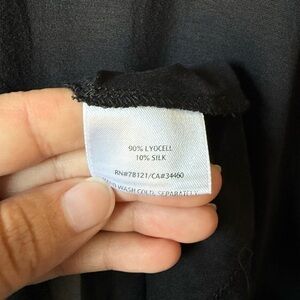 90% LYOCELL
10% SILK
RN#78121/CA#34460
WASH COLD, SEPARATELY